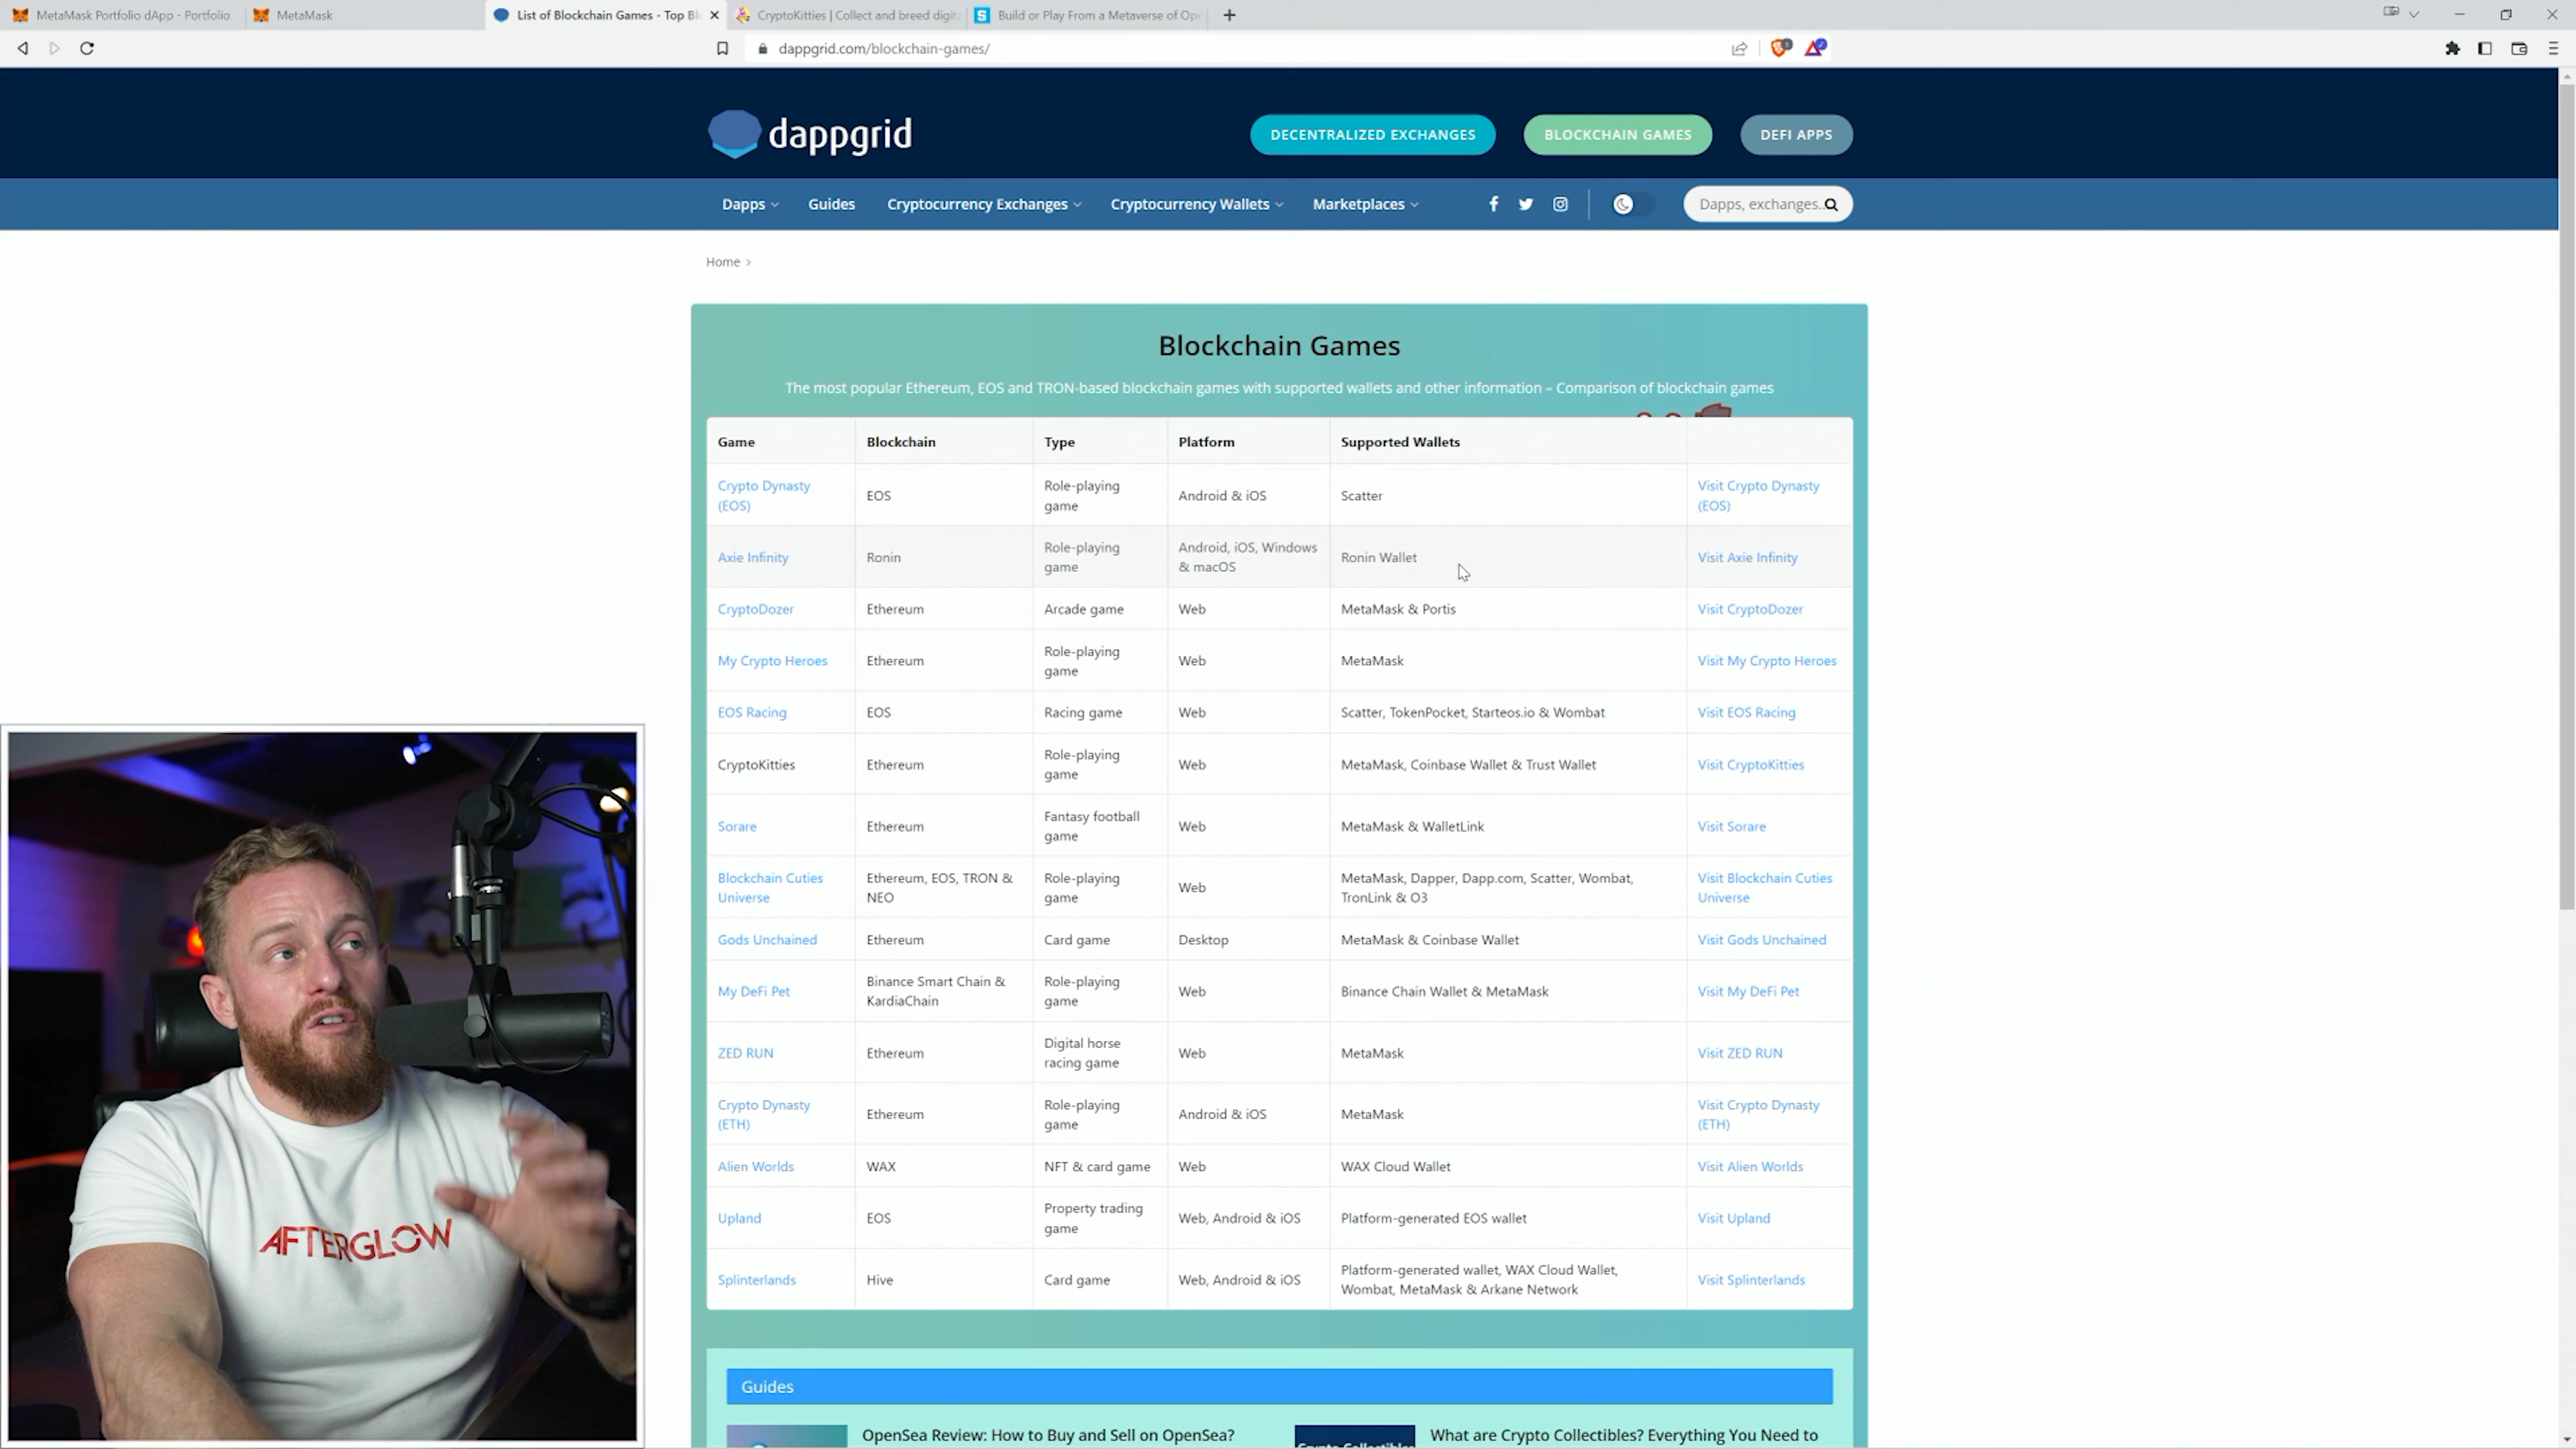 MetaMask Portfolio dApp - Portfolio
MetaMask
List of Blockchain Games - Top Bl
CryptoKitties | Collect and breed digita
Build or Play From a Metaverse of Ope
dappgrid.com/blockchain-games/
dappgrid
DECENTRALIZED EXCHANGES
BLOCKCHAIN GAMES
DEFI APPS
Dapps
Guides
Cryptocurrency Exchanges
Cryptocurrency Wallets
Marketplaces
Dapps, exchanges..
Home >
Blockchain Games
The most popular Ethereum, EOS and TRON-based blockchain games with supported wallets and other information – Comparison of blockchain games
Game Blockchain Type Platform Supported Wallets
Crypto Dynasty (EOS) EOS Role-playing game Android & iOS Scatter Visit Crypto Dynasty (EOS)
Axie Infinity Ronin Role-playing game Android, iOS, Windows & macOS Ronin Wallet Visit Axie Infinity
CryptoDozer Ethereum Arcade game Web MetaMask & Portis Visit CryptoDozer
My Crypto Heroes Ethereum Role-playing game Web MetaMask Visit My Crypto Heroes
EOS Racing EOS Racing game Web Scatter, TokenPocket, Starteos.io & Wombat Visit EOS Racing
CryptoKitties Ethereum Role-playing game Web MetaMask, Coinbase Wallet & Trust Wallet Visit CryptoKitties
Sorare Ethereum Fantasy football game Web MetaMask & WalletLink Visit Sorare
Blockchain Cuties Universe Ethereum, EOS, TRON & NEO Role-playing game Web MetaMask, Dapper, Dapp.com, Scatter, Wombat, TronLink & O3 Visit Blockchain Cuties Universe
Gods Unchained Ethereum Card game Desktop MetaMask & Coinbase Wallet Visit Gods Unchained
My DeFi Pet Binance Smart Chain & KardiaChain Role-playing game Web Binance Chain Wallet & MetaMask Visit My DeFi Pet
ZED RUN Ethereum Digital horse racing game Web MetaMask Visit ZED RUN
Crypto Dynasty (ETH) Ethereum Role-playing game Android & iOS MetaMask Visit Crypto Dynasty (ETH)
Alien Worlds WAX NFT & card game Web WAX Cloud Wallet Visit Alien Worlds
Upland EOS Property trading game Web, Android & iOS Platform-generated EOS wallet Visit Upland
Splinterlands Hive Card game Web, Android & iOS Platform-generated wallet, WAX Cloud Wallet, Wombat, MetaMask & Arkane Network Visit Splinterlands
AFTERGLOW
Guides
OpenSea Review: How to Buy and Sell on OpenSea?
Crypto Collectibles
What are Crypto Collectibles? Everything You Need to